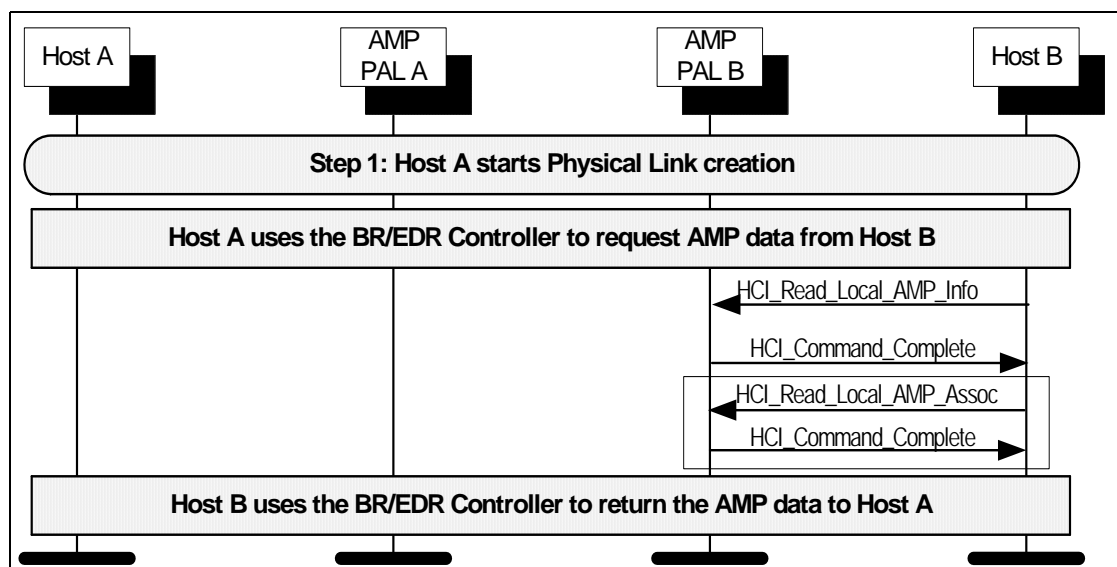 Host A
AMP
PAL A
AMP
PAL B
Host B
Step 1: Host A starts Physical Link creation
Host A uses the BR/EDR Controller to request AMP data from Host B
HCI_Read_Local_AMP_Info
HCI_Command_Complete
HCI_Read_Local_AMP_Assoc
HCI_Command_Complete
Host B uses the BR/EDR Controller to return the AMP data to Host A